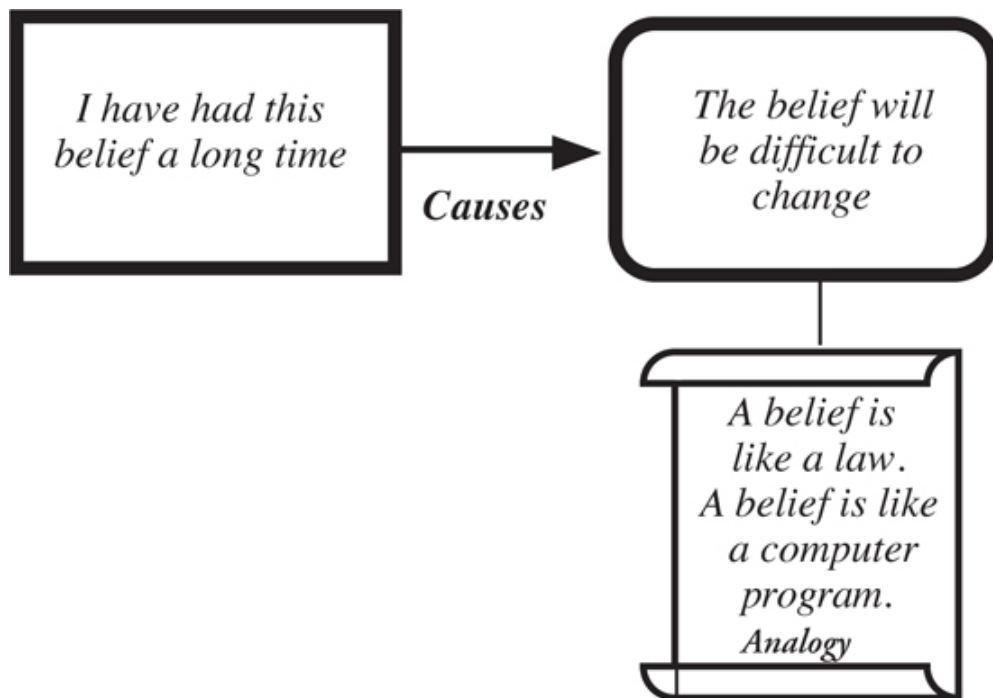 I have had this
belief a long time
Causes
The belief will
be difficult to
change
A belief is
like a law.
A belief is like
a computer
program.
Analogy